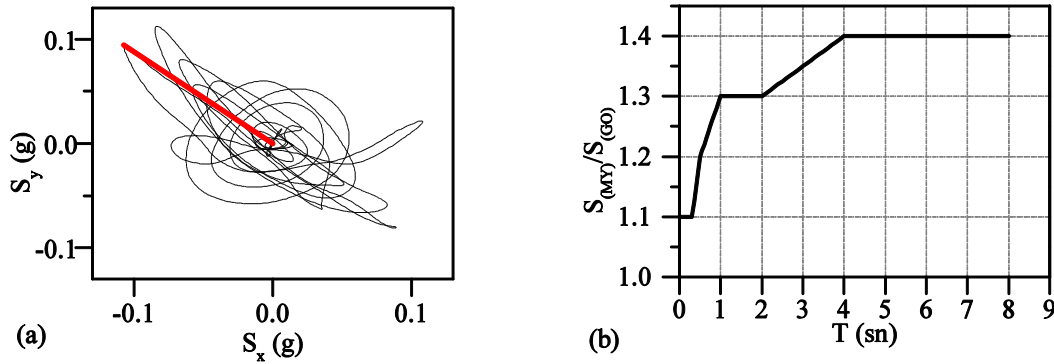 0.1
0.0
-0.1
S_y (g)
-0.1 0.0 0.1
S_x (g)
(a)
1.4
1.3
1.2
1.1
1.0
S_(MY)/S_(GO)
0 1 2 3 4 5 6 7 8 9
T (sn)
(b)